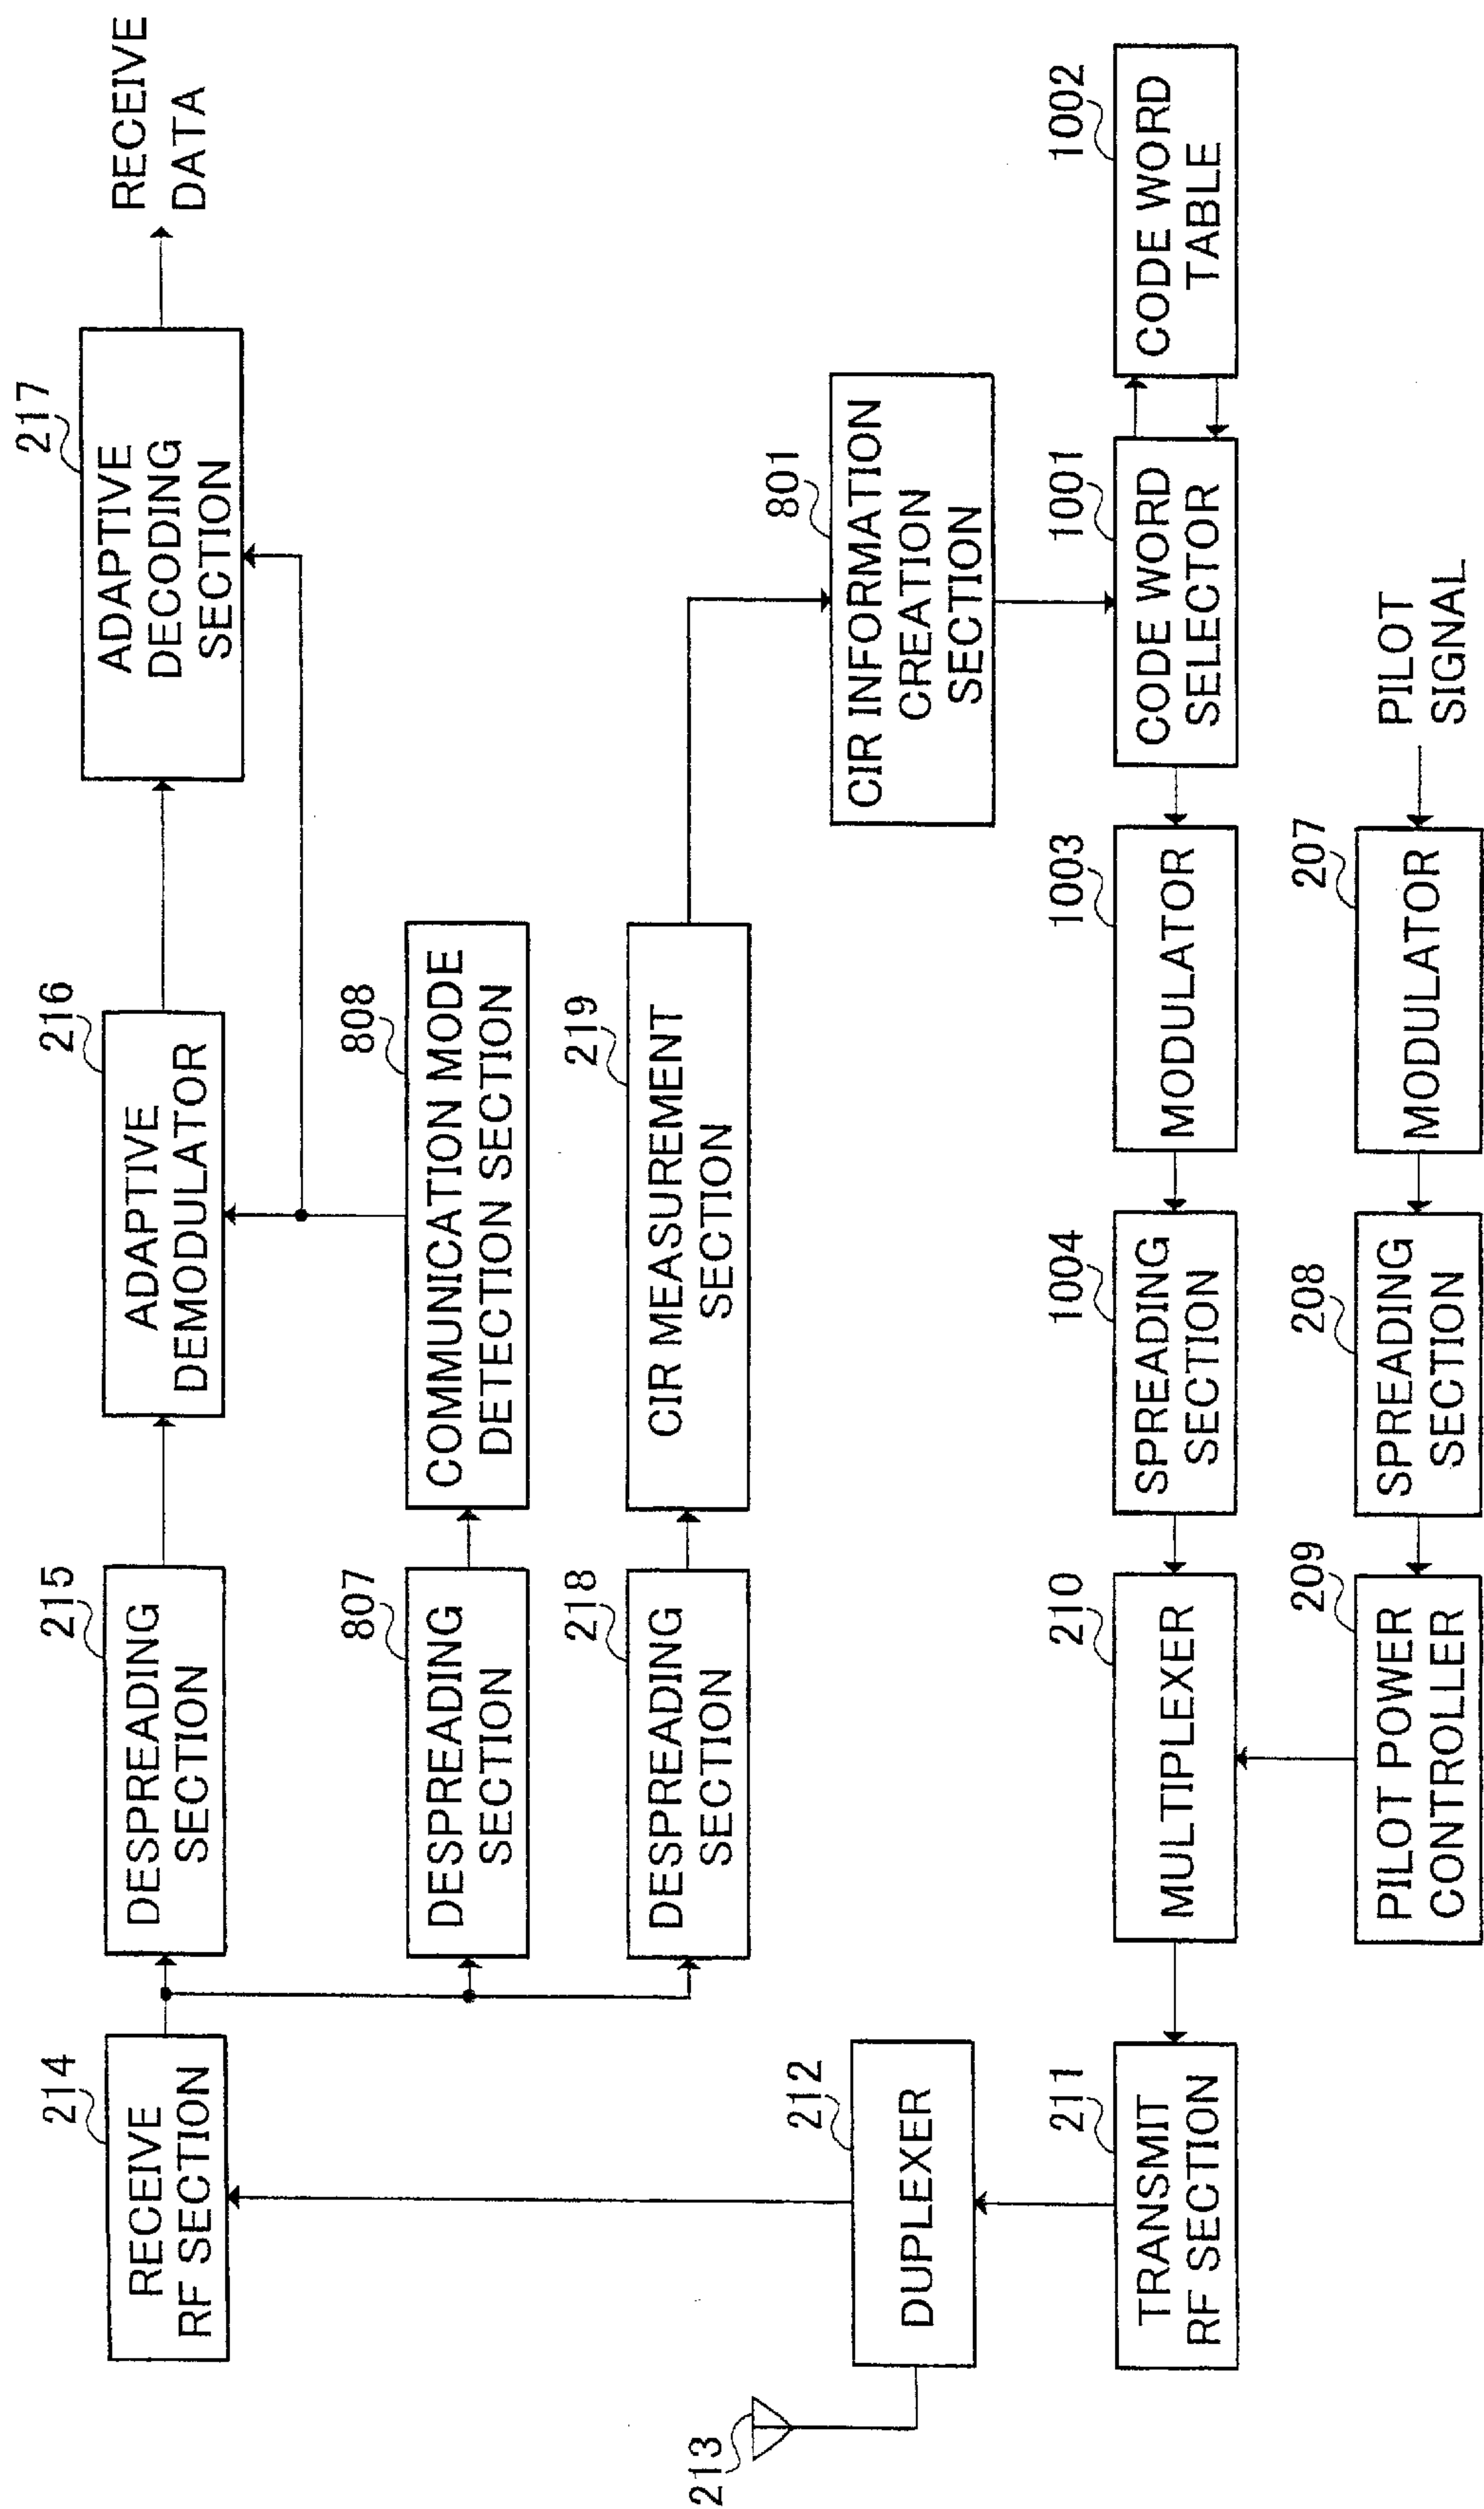 214
RECEIVE
RF SECTION
215
DESPREADING
SECTION
216
ADAPTIVE
DEMODULATOR
217
ADAPTIVE
DECODING
SECTION
RECEIVE
DATA
807
DESPREADING
SECTION
808
COMMUNICATION MODE
DETECTION SECTION
218
DESPREADING
SECTION
219
CIR MEASUREMENT
SECTION
213
212
DUPLEXER
801
CIR INFORMATION
CREATION
SECTION
211
TRANSMIT
RF SECTION
210
MULTIPLEXER
1004
SPREADING
SECTION
1003
MODULATOR
1001
CODE WORD
SELECTOR
1002
CODE WORD
TABLE
209
PILOT POWER
CONTROLLER
208
SPREADING
SECTION
207
MODULATOR
PILOT
SIGNAL